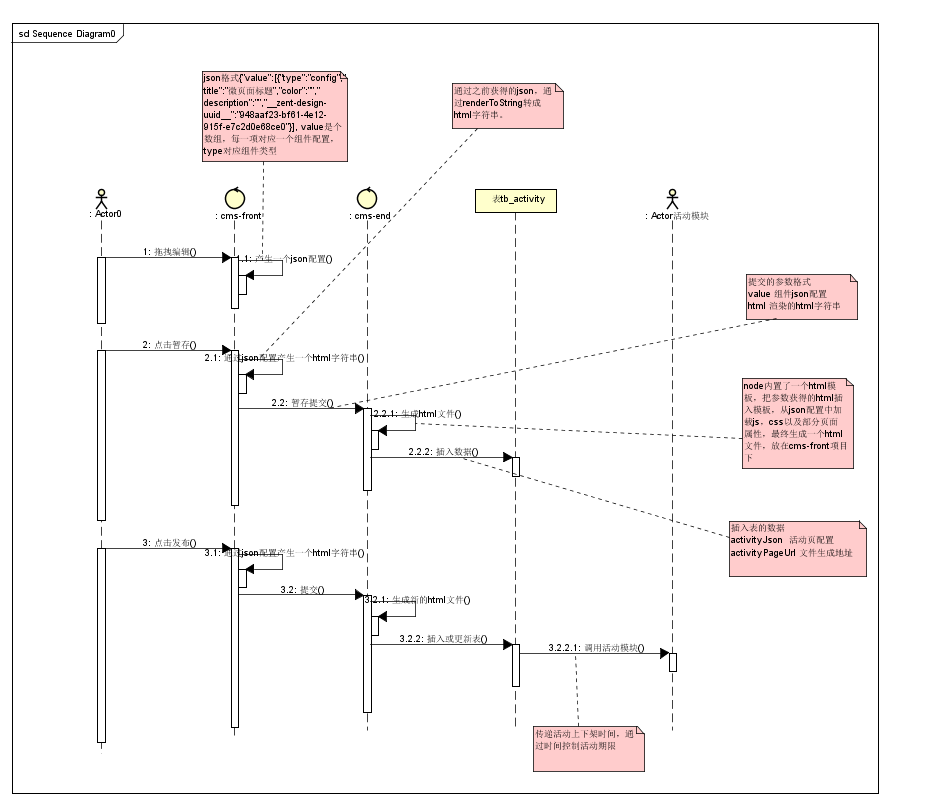 sd Sequence Diagram0
json格式{"value":[{"type":"config","
title":"微页面标题","color":"","
description":"","__zent-design-
uuid__":"948aaf23-bf61-4e12-
915f-e7c2d0e68ce0"}], value是个
数组，每一项对应一个组件配置，
type对应组件类型
通过之前获得的json，通
过renderToString转成
html字符串。
: Actor0
: cms-front
: cms-end
表tb_activity
: Actor活动模块
1: 拖拽编辑()
1.1: 产生一个json配置()
提交的参数格式
value 组件json配置
html 渲染的html字符串
2: 点击暂存()
2.1: 通过json配置产生一个html字符串()
2.2: 暂存提交()
2.2.1: 生成html文件()
node内置了一个html模
板，把参数获得的html插
入模板，从json配置中加
载js，css以及部分页面
属性，最终生成一个html
文件，放在cms-front项目
下
2.2.2: 插入数据()
插入表的数据
activityJson 活动页配置
activityPageUrl 文件生成地址
3: 点击发布()
3.1: 通过json配置产生一个html字符串()
3.2: 提交()
3.2.1: 生成新的html文件()
3.2.2: 插入或更新表()
3.2.2.1: 调用活动模块()
传递活动上下架时间，通
过时间控制活动期限